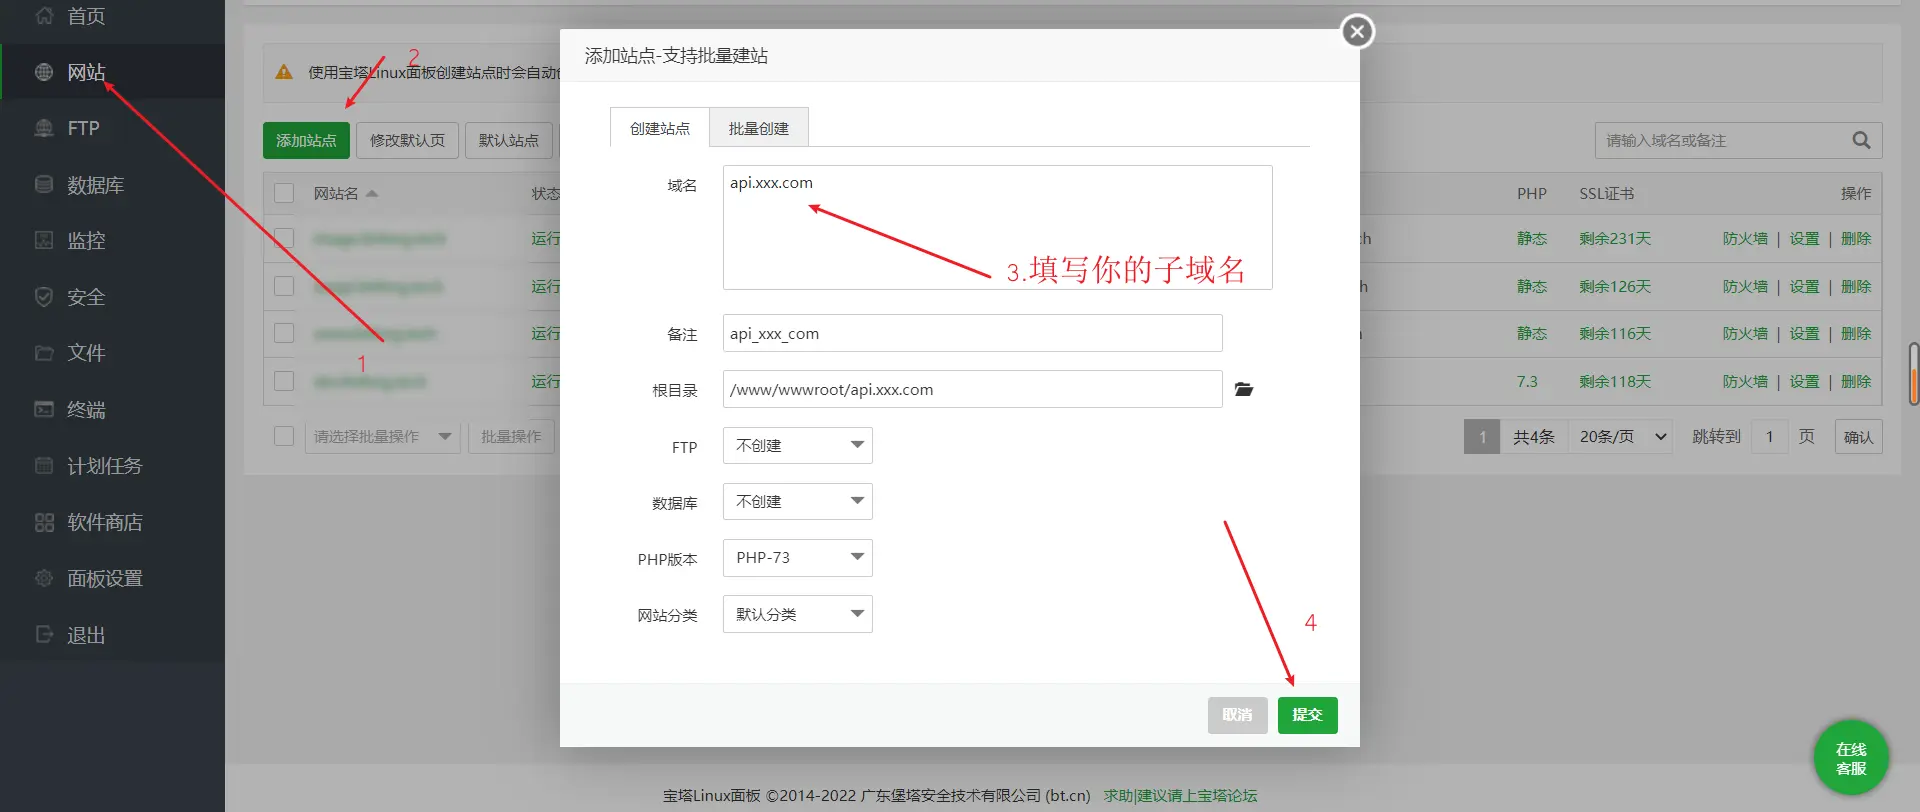 首页
网站
FTP
数据库
监控
安全
文件
终端
计划任务
软件商店
面板设置
退出
使用宝塔Linux面板创建站点时会自动
添加站点 修改默认页 默认站点
请输入域名或备注
网站名 状态 PHP SSL证书 操作
运行 静态 剩余231天 防火墙 | 设置 | 删除
运行 静态 剩余126天 防火墙 | 设置 | 删除
运行 静态 剩余116天 防火墙 | 设置 | 删除
运行 7.3 剩余118天 防火墙 | 设置 | 删除
请选择批量操作 批量操作
1 共4条 20条/页 跳转到 1 页 确认
添加站点-支持批量建站
创建站点 批量创建
域名 api.xxx.com
备注 api_xxx_com
根目录 /www/wwwroot/api.xxx.com
FTP 不创建
数据库 不创建
PHP版本 PHP-73
网站分类 默认分类
取消 提交
1
2
3.填写你的子域名
4
在线
客服
宝塔Linux面板 ©2014-2022 广东堡塔安全技术有限公司 (bt.cn) 求助|建议请上宝塔论坛